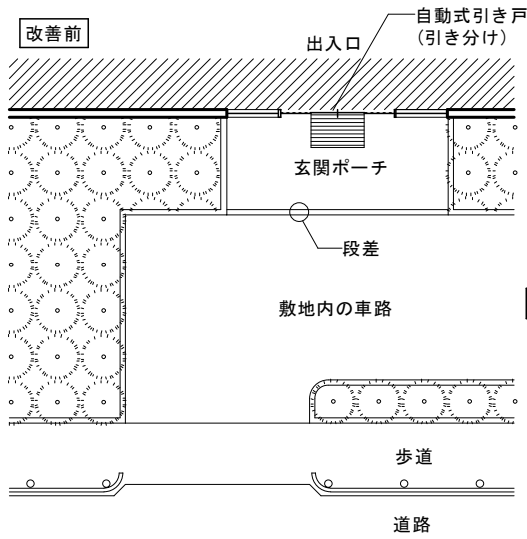 改善前
自動式引き戸
(引き分け)
出入口
玄関ポーチ
段差
敷地内の車路
歩道
道路